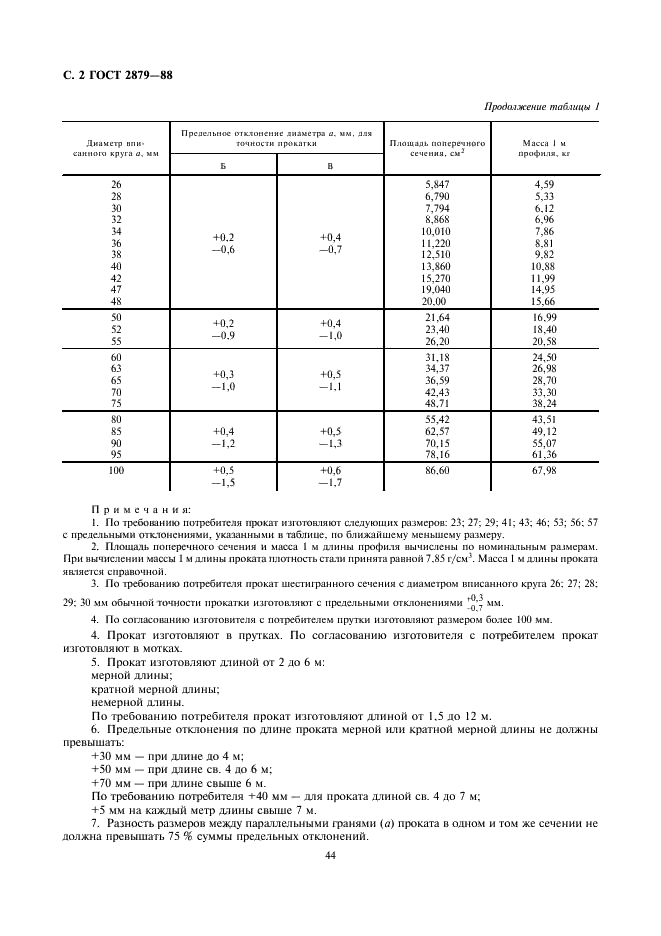 С. 2 ГОСТ 2879—88
Продолжение таблицы 1
Диаметр впи-
санного круга a, мм
Предельное отклонение диаметра a, мм, для
точности прокатки
Площадь поперечного
сечения, см²
Масса 1 м
профиля, кг
Б В
26 5,847 4,59
28 6,790 5,33
30 7,794 6,12
32 8,868 6,96
34 10,010 7,86
+0,2 +0,4
36 11,220 8,81
−0,6 −0,7
38 12,510 9,82
40 13,860 10,88
42 15,270 11,99
47 19,040 14,95
48 20,00 15,66
50 21,64 16,99
+0,2 +0,4
52 23,40 18,40
−0,9 −1,0
55 26,20 20,58
60 31,18 24,50
63 34,37 26,98
+0,3 +0,5
65 36,59 28,70
−1,0 −1,1
70 42,43 33,30
75 48,71 38,24
80 55,42 43,51
85 +0,4 +0,5 62,57 49,12
90 −1,2 −1,3 70,15 55,07
95 78,16 61,36
100 +0,5 +0,6 86,60 67,98
−1,5 −1,7
Примечания:
1. По требованию потребителя прокат изготовляют следующих размеров: 23; 27; 29; 41; 43; 46; 53; 56; 57
с предельными отклонениями, указанными в таблице, по ближайшему меньшему размеру.
2. Площадь поперечного сечения и масса 1 м длины профиля вычислены по номинальным размерам.
При вычислении массы 1 м длины проката плотность стали принята равной 7,85 г/см³. Масса 1 м длины проката
является справочной.
3. По требованию потребителя прокат шестигранного сечения с диаметром вписанного круга 26; 27; 28;
29; 30 мм обычной точности прокатки изготовляют с предельными отклонениями +0,3 −0,7 мм.
4. По согласованию изготовителя с потребителем прутки изготовляют размером более 100 мм.
4. Прокат изготовляют в прутках. По согласованию изготовителя с потребителем прокат
изготовляют в мотках.
5. Прокат изготовляют длиной от 2 до 6 м:
мерной длины;
кратной мерной длины;
немерной длины.
По требованию потребителя прокат изготовляют длиной от 1,5 до 12 м.
6. Предельные отклонения по длине проката мерной или кратной мерной длины не должны
превышать:
+30 мм — при длине до 4 м;
+50 мм — при длине св. 4 до 6 м;
+70 мм — при длине свыше 6 м.
По требованию потребителя +40 мм — для проката длиной св. 4 до 7 м;
+5 мм на каждый метр длины свыше 7 м.
7. Разность размеров между параллельными гранями (a) проката в одном и том же сечении не
должна превышать 75 % суммы предельных отклонений.
44